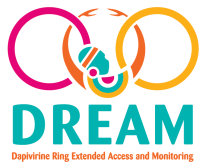 DREAM
Dapivirine Ring Extended Access and Monitoring